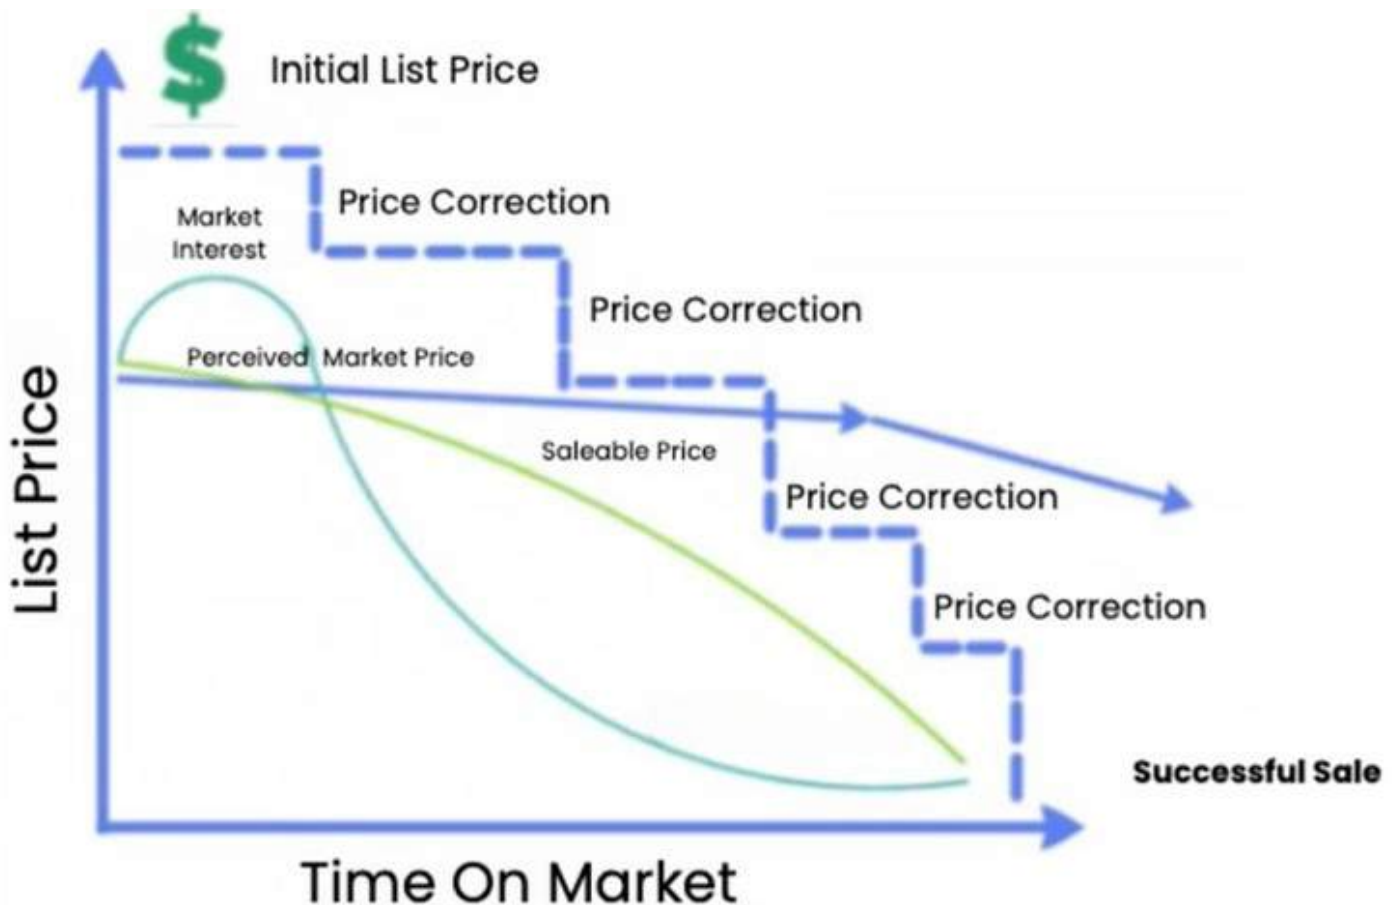 $
Initial List Price
Price Correction
Market
Interest
Price Correction
Perceived Market Price
List Price
Saleable Price
Price Correction
Price Correction
Successful Sale
Time On Market